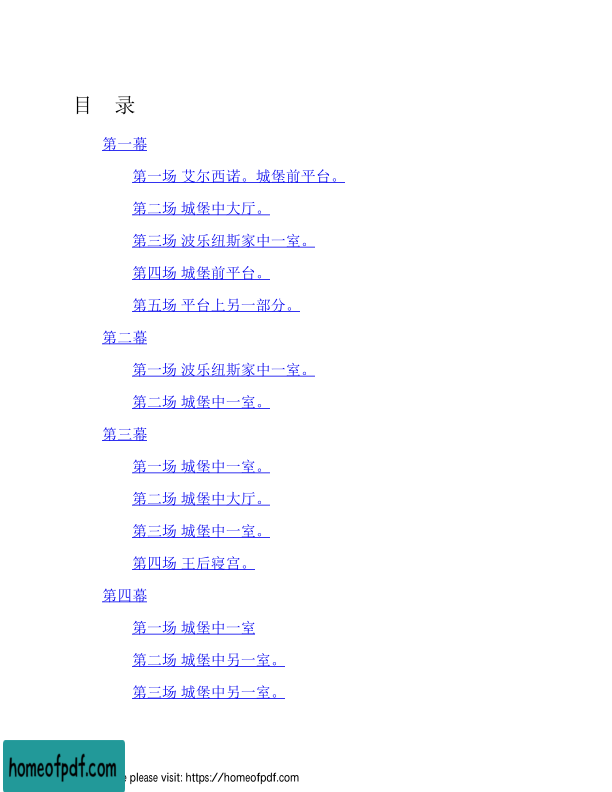 目 录
第一幕
第一场 艾尔西诺。城堡前平台。
第二场 城堡中大厅。
第三场 波乐纽斯家中一室。
第四场 城堡前平台。
第五场 平台上另一部分。
第二幕
第一场 波乐纽斯家中一室。
第二场 城堡中一室。
第三幕
第一场 城堡中一室。
第二场 城堡中大厅。
第三场 城堡中一室。
第四场 王后寝宫。
第四幕
第一场 城堡中一室
第二场 城堡中另一室。
第三场 城堡中另一室。
homeofpdf.com
please visit: https://homeofpdf.com